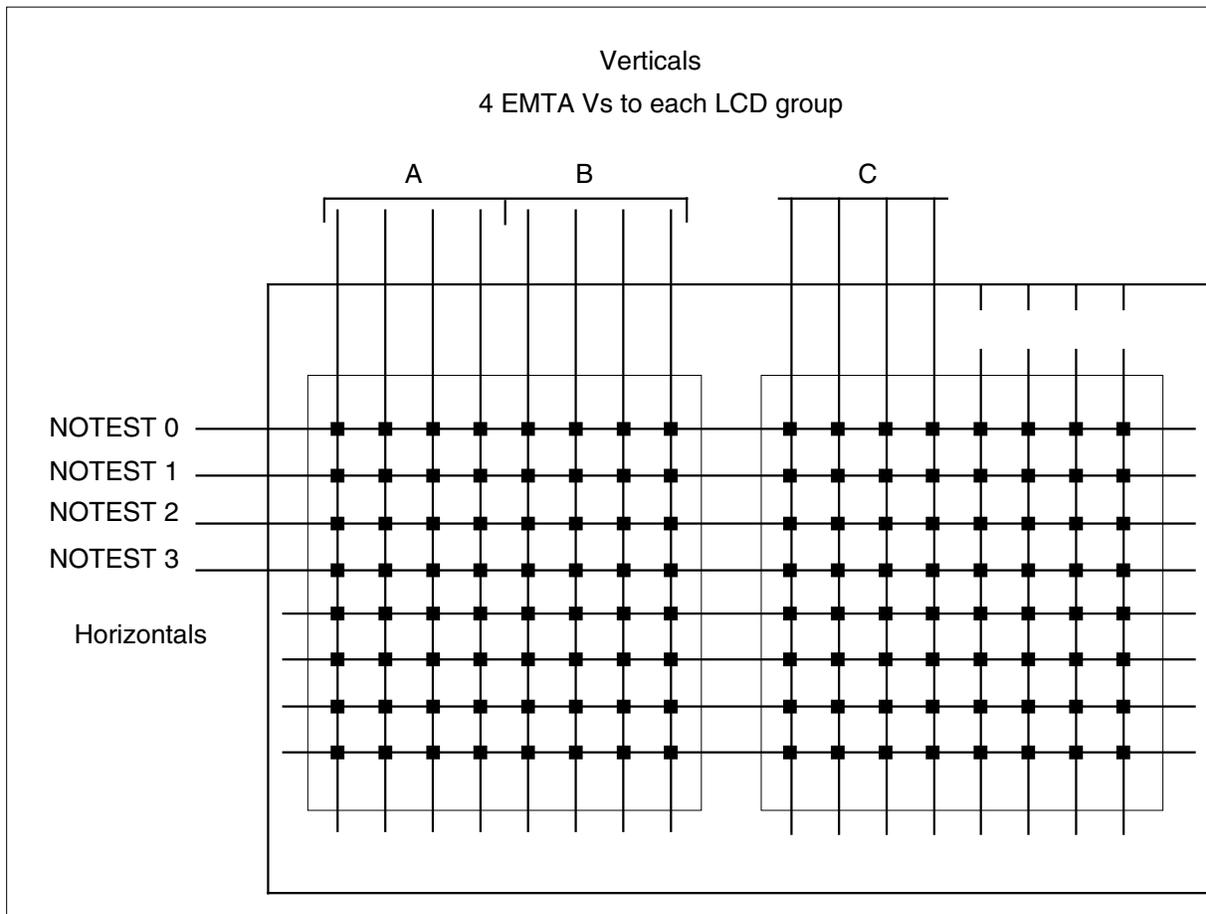 Verticals
4 EMTA Vs to each LCD group
A B C
NOTEST 0
NOTEST 1
NOTEST 2
NOTEST 3
Horizontals